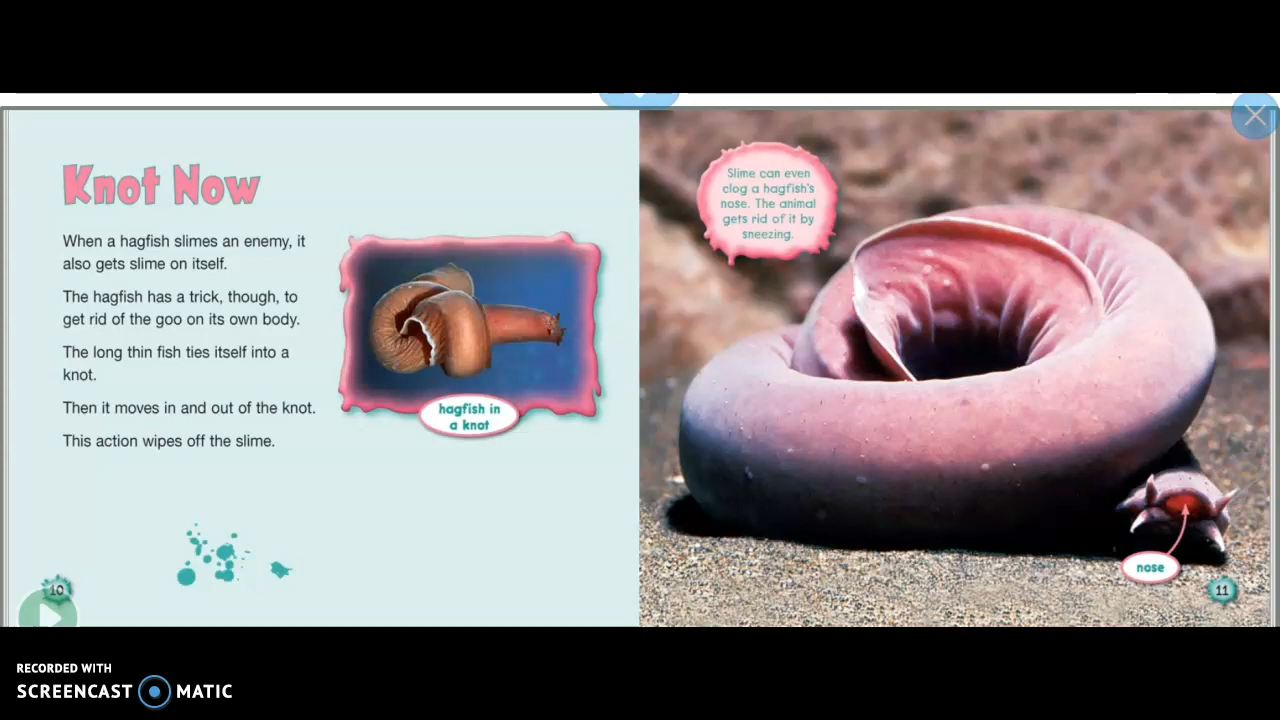 Knot Now
When a hagfish slimes an enemy, it
also gets slime on itself.
The hagfish has a trick, though, to
get rid of the goo on its own body.
The long thin fish ties itself into a
knot.
Then it moves in and out of the knot.
This action wipes off the slime.
hagfish in
a knot
10
Slime can even
clog a hagfish's
nose. The animal
gets rid of it by
sneezing.
nose
11
RECORDED WITH
SCREENCAST MATIC